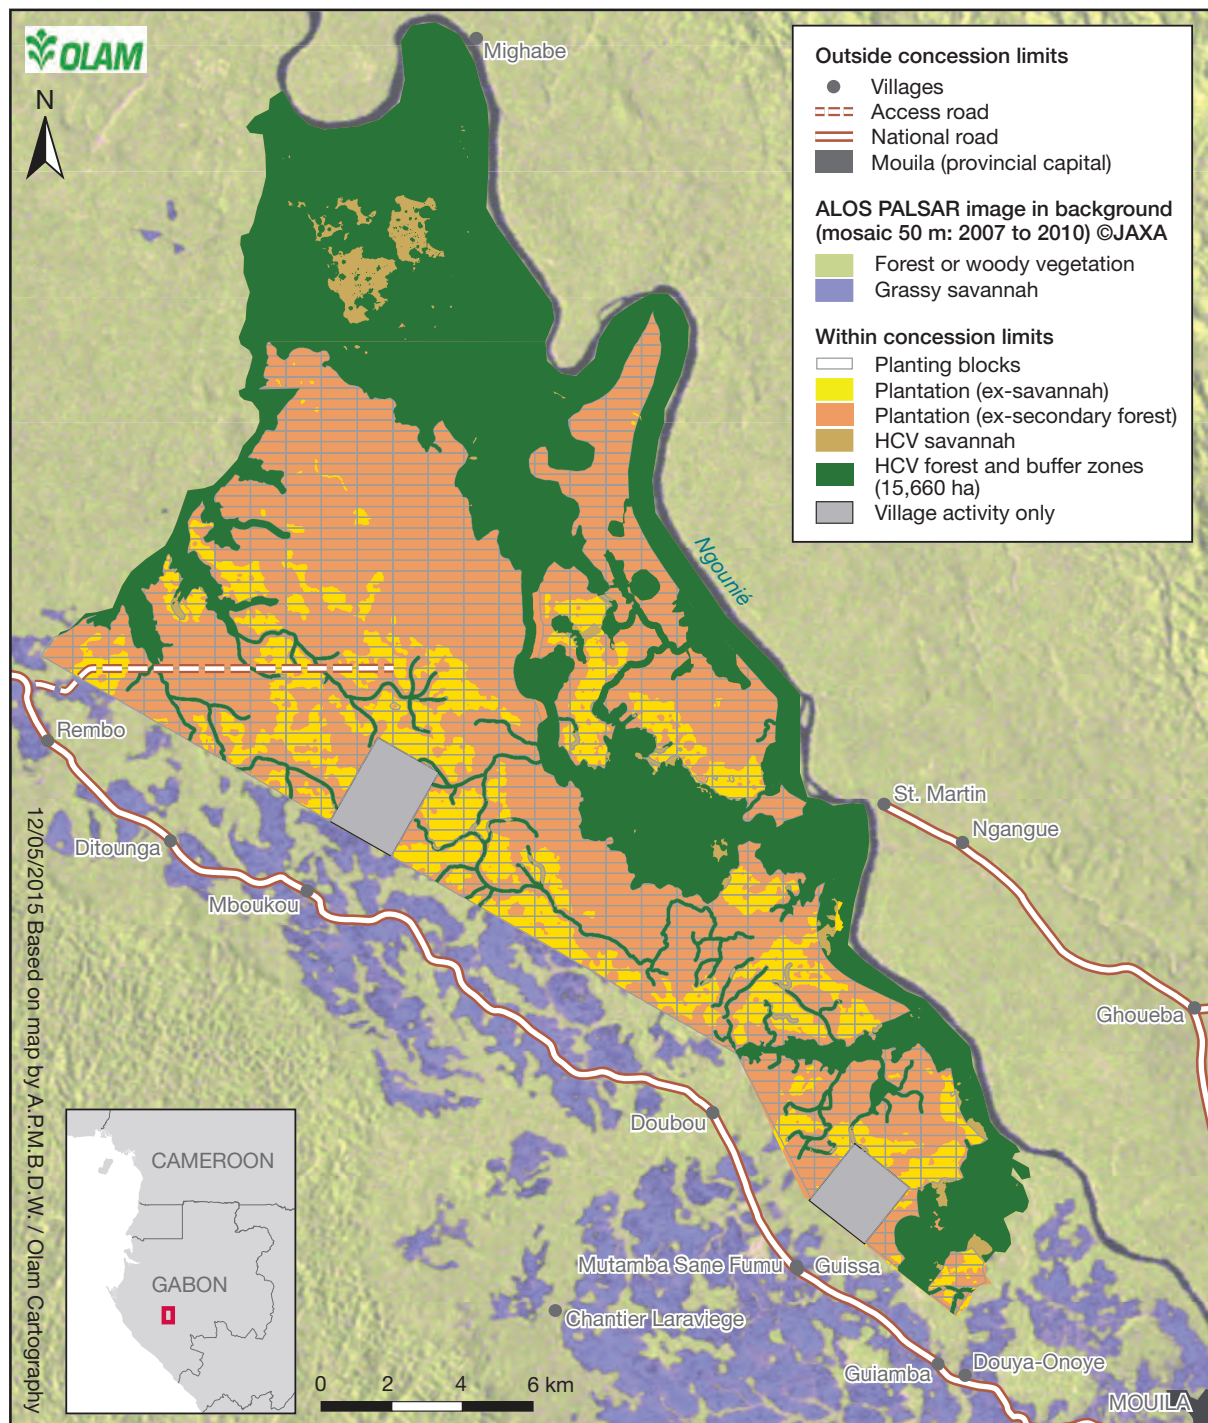 OLAM
N
Mighabe
Outside concession limits
Villages
Access road
National road
Mouila (provincial capital)
ALOS PALSAR image in background
(mosaic 50 m: 2007 to 2010) ©JAXA
Forest or woody vegetation
Grassy savannah
Within concession limits
Planting blocks
Plantation (ex-savannah)
Plantation (ex-secondary forest)
HCV savannah
HCV forest and buffer zones
(15,660 ha)
Village activity only
Ngounié
Rembo
St. Martin
Ngangue
Ditounga
Mboukou
Ghoueba
Doubou
Mutamba Sane Fumu
Guissa
Chantier Laraviege
Guiamba
Douya-Onoye
MOUILA
12/05/2015 Based on map by A.P.M.B.D.W. / Olam Cartography
CAMEROON
GABON
0 2 4 6 km